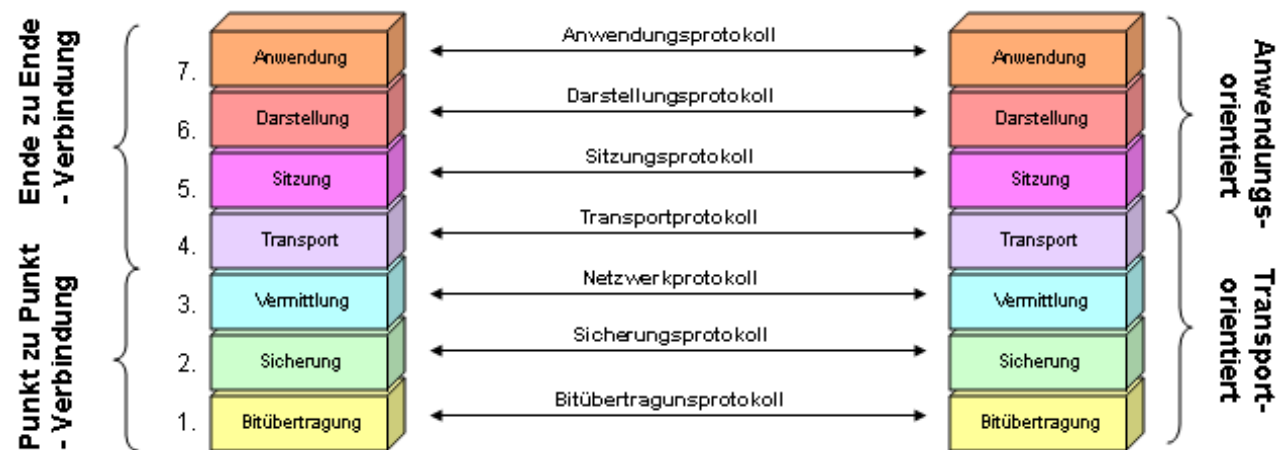 Ende zu Ende
- Verbindung
Punkt zu Punkt
- Verbindung
7.
Anwendung
Anwendungsprotokoll
Anwendung
6.
Darstellung
Darstellungsprotokoll
Darstellung
5.
Sitzung
Sitzungsprotokoll
Sitzung
4.
Transport
Transportprotokoll
Transport
3.
Vermittlung
Netzwerkprotokoll
Vermittlung
2.
Sicherung
Sicherungsprotokoll
Sicherung
1.
Bitübertragung
Bitübertragunsprotokoll
Bitübertragung
Anwendungs-
orientiert
Transport-
orientiert